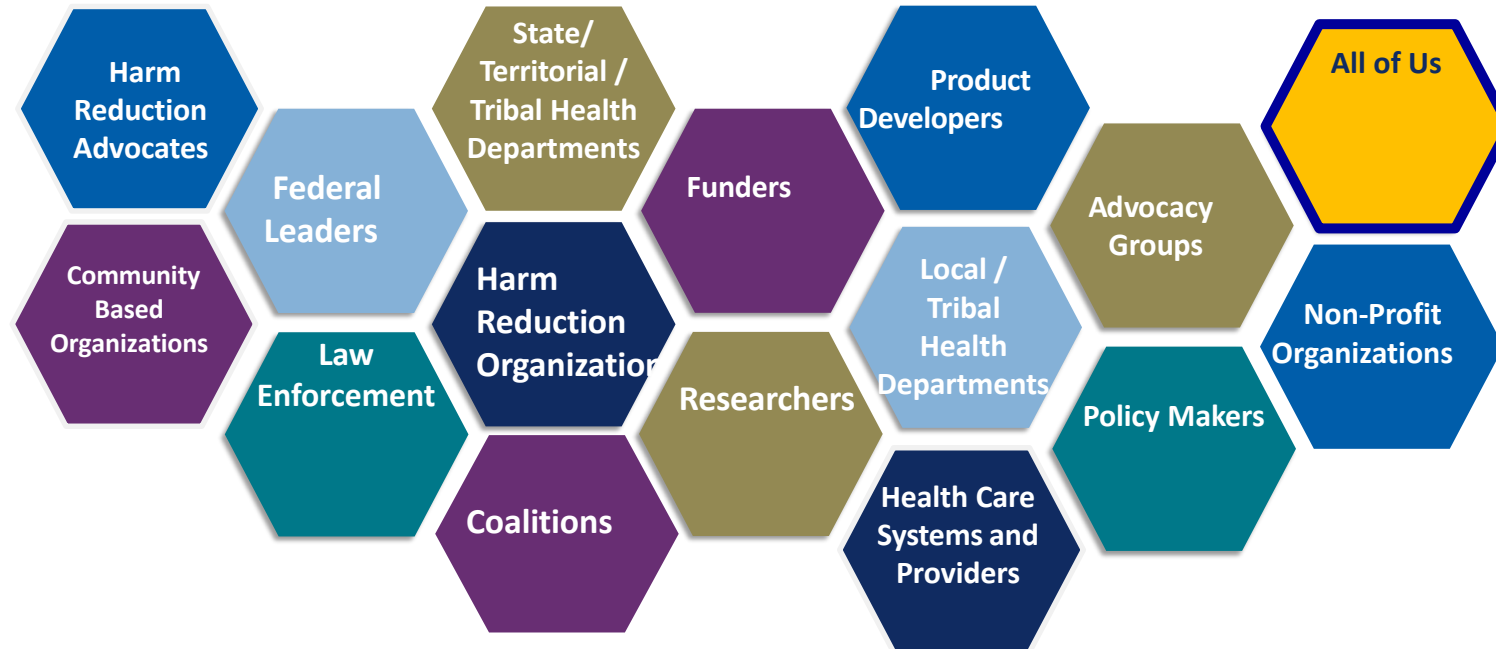 Harm
Reduction
Advocates
State/
Territorial /
Tribal Health
Departments
Product
Developers
All of Us
Federal
Leaders
Funders
Advocacy
Groups
Community
Based
Organizations
Harm
Reduction
Organization
Local /
Tribal
Health
Departments
Non-Profit
Organizations
Law
Enforcement
Researchers
Policy Makers
Coalitions
Health Care
Systems and
Providers